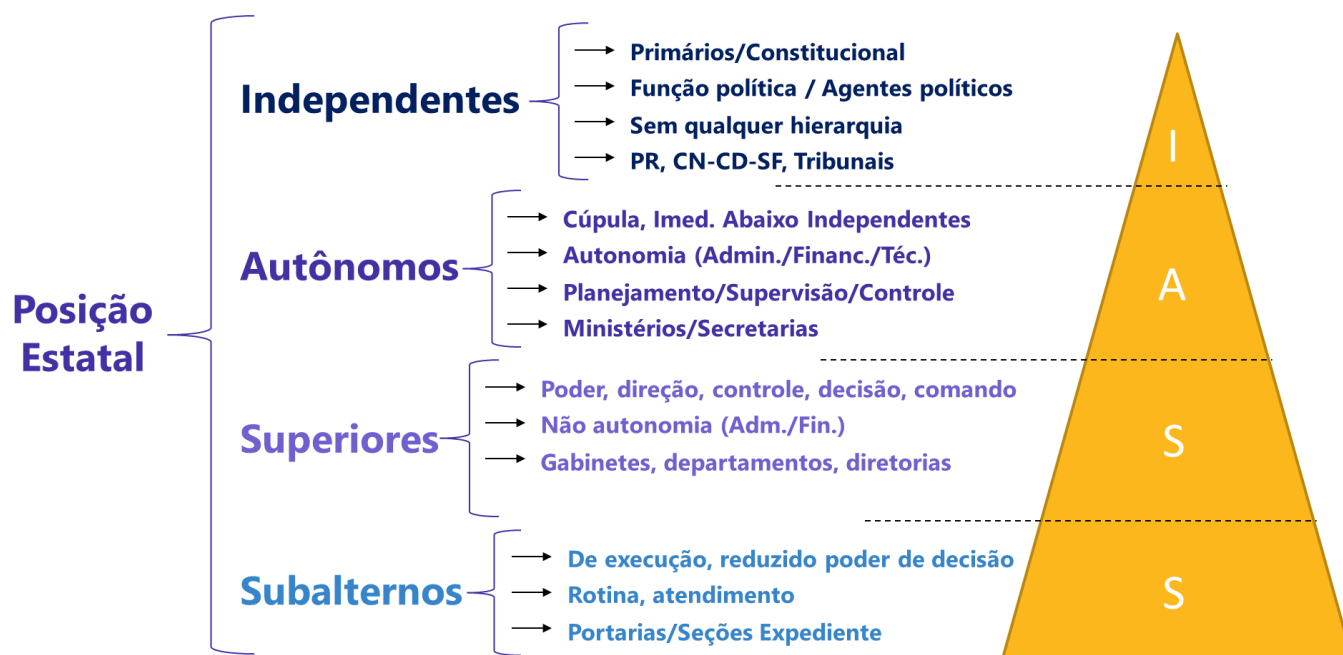 Posição
Estatal
Independentes
Primários/Constitucional
Função política / Agentes políticos
Sem qualquer hierarquia
PR, CN-CD-SF, Tribunais
Autônomos
Cúpula, Imed. Abaixo Independentes
Autonomia (Admin./Financ./Téc.)
Planejamento/Supervisão/Controle
Ministérios/Secretarias
Superiores
Poder, direção, controle, decisão, comando
Não autonomia (Adm./Fin.)
Gabinetes, departamentos, diretorias
Subalternos
De execução, reduzido poder de decisão
Rotina, atendimento
Portarias/Seções Expediente
I
A
S
S